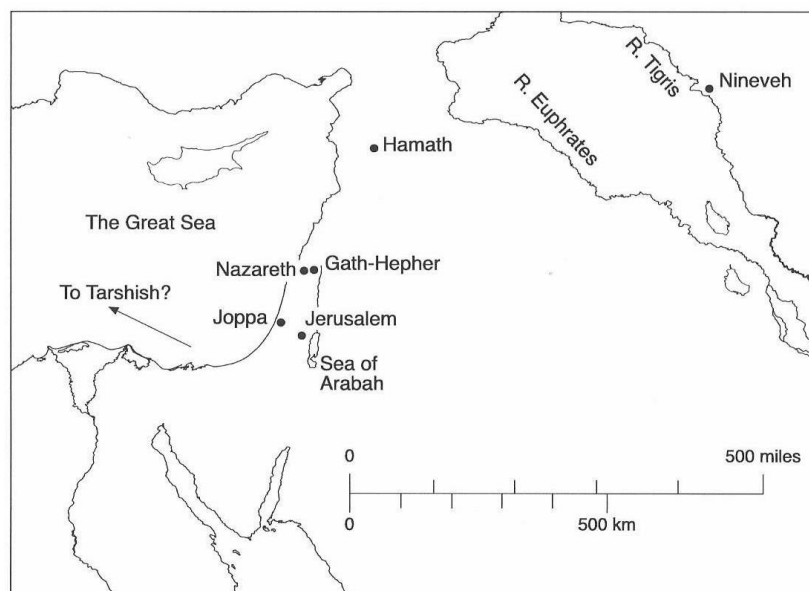 R. Tigris
Nineveh
R. Euphrates
Hamath
The Great Sea
Nazareth
Gath-Hepher
To Tarshish?
Joppa
Jerusalem
Sea of
Arabah
0
500 miles
0
500 km